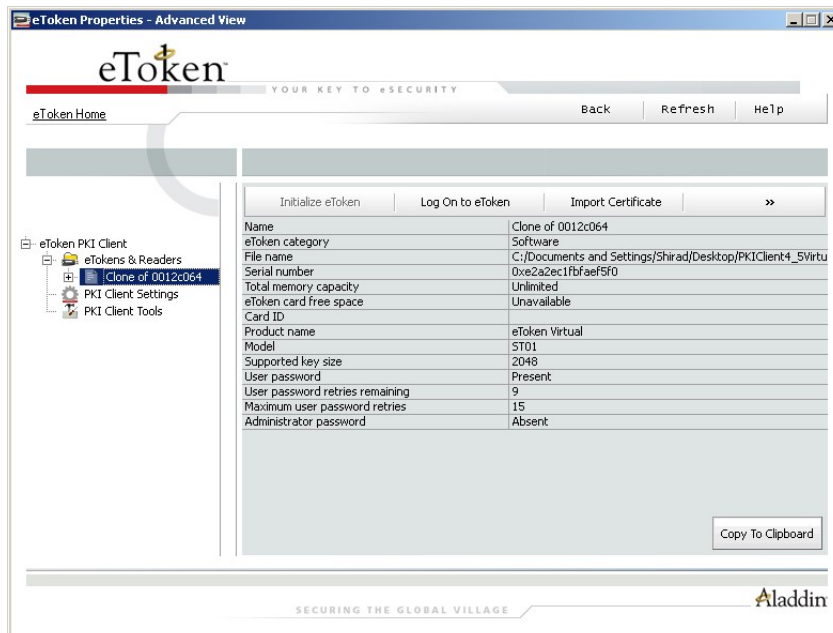 eToken Properties - Advanced View
eToken
YOUR KEY TO eSECURITY
eToken Home
Back
Refresh
Help
Initialize eToken
Log On to eToken
Import Certificate
»
eToken PKI Client
eTokens & Readers
Clone of 0012c064
PKI Client Settings
PKI Client Tools
Name Clone of 0012c064
eToken category Software
File name C:/Documents and Settings/Shirad/Desktop/PKIClient4_5Virtu
Serial number 0xe2a2ec1fbfaef5f0
Total memory capacity Unlimited
eToken card free space Unavailable
Card ID
Product name eToken Virtual
Model ST01
Supported key size 2048
User password Present
User password retries remaining 9
Maximum user password retries 15
Administrator password Absent
Copy To Clipboard
Aladdin
SECURING THE GLOBAL VILLAGE